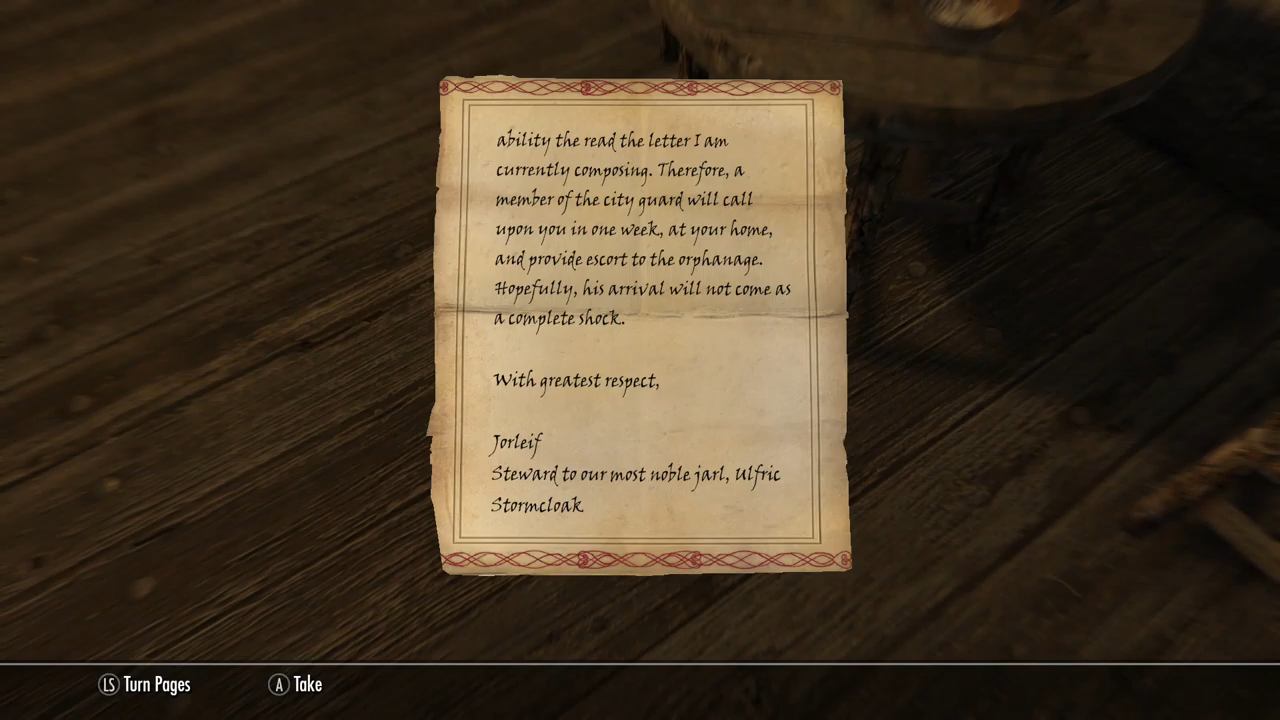 ability the read the letter I am
currently composing. Therefore, a
member of the city guard will call
upon you in one week, at your home,
and provide escort to the orphanage.
Hopefully, his arrival will not come as
a complete shock.
With greatest respect,
Jorleif
Steward to our most noble jarl, Ulfric
Stormcloak
LS Turn Pages
A Take